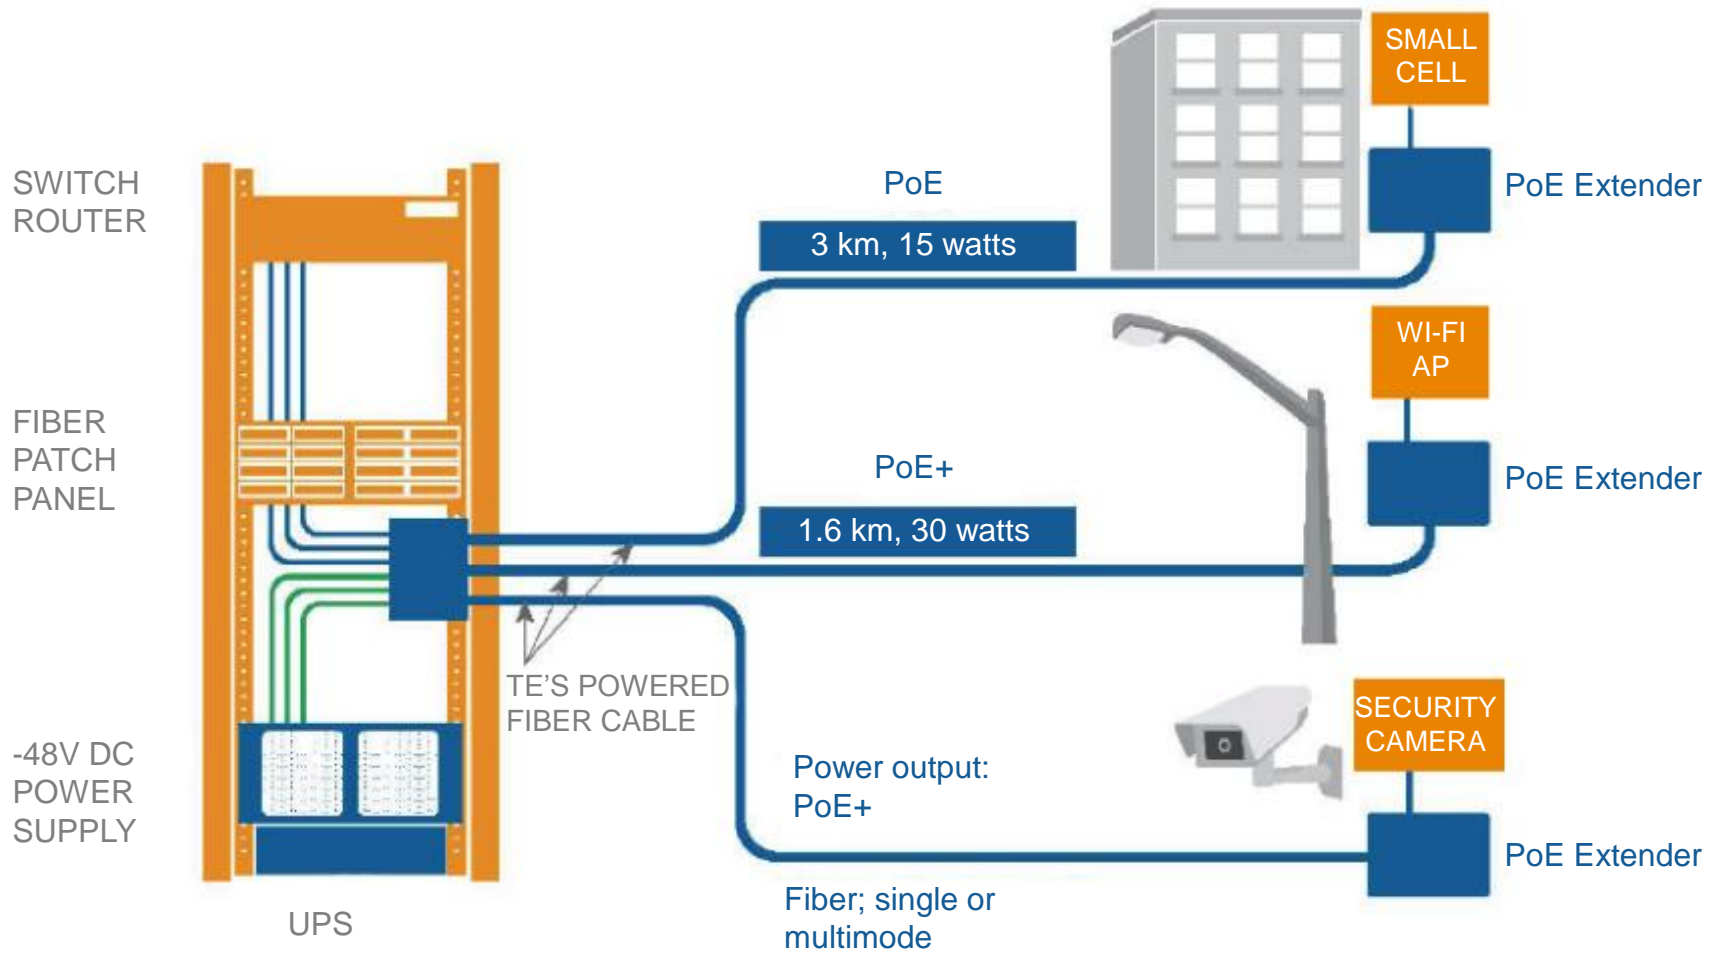 SMALL
CELL
SWITCH
ROUTER
PoE
PoE Extender
3 km, 15 watts
WI-FI
AP
FIBER
PATCH
PANEL
PoE+
PoE Extender
1.6 km, 30 watts
TE'S POWERED
FIBER CABLE
SECURITY
CAMERA
-48V DC
POWER
SUPPLY
Power output:
PoE+
PoE Extender
Fiber; single or
multimode
UPS